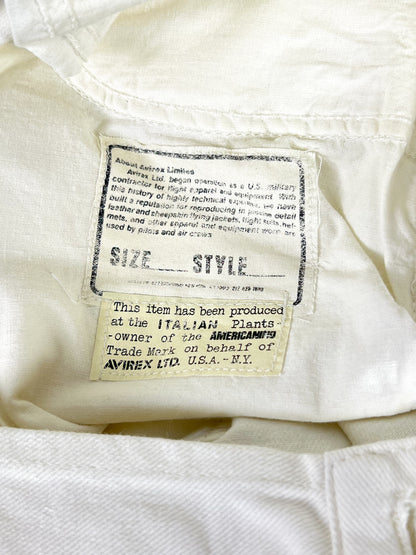 About Avirex Limited
Avirex Ltd. began operation as a U.S. military
contractor for flight apparel and equipment. With
this history of highly technical expertise, we have
built a reputation for reproducing in precise detail
leather and sheepskin flying jackets, flight suits, hel-
mets, and other apparel and equipment worn and
used by pilots and air crews
SIZE STYLE
This item has been produced
at the ITALIAN Plants-
-owner of the AMERICANINO
Trade Mark on behalf of
AVIREX LTD. U.S.A.-N.Y.